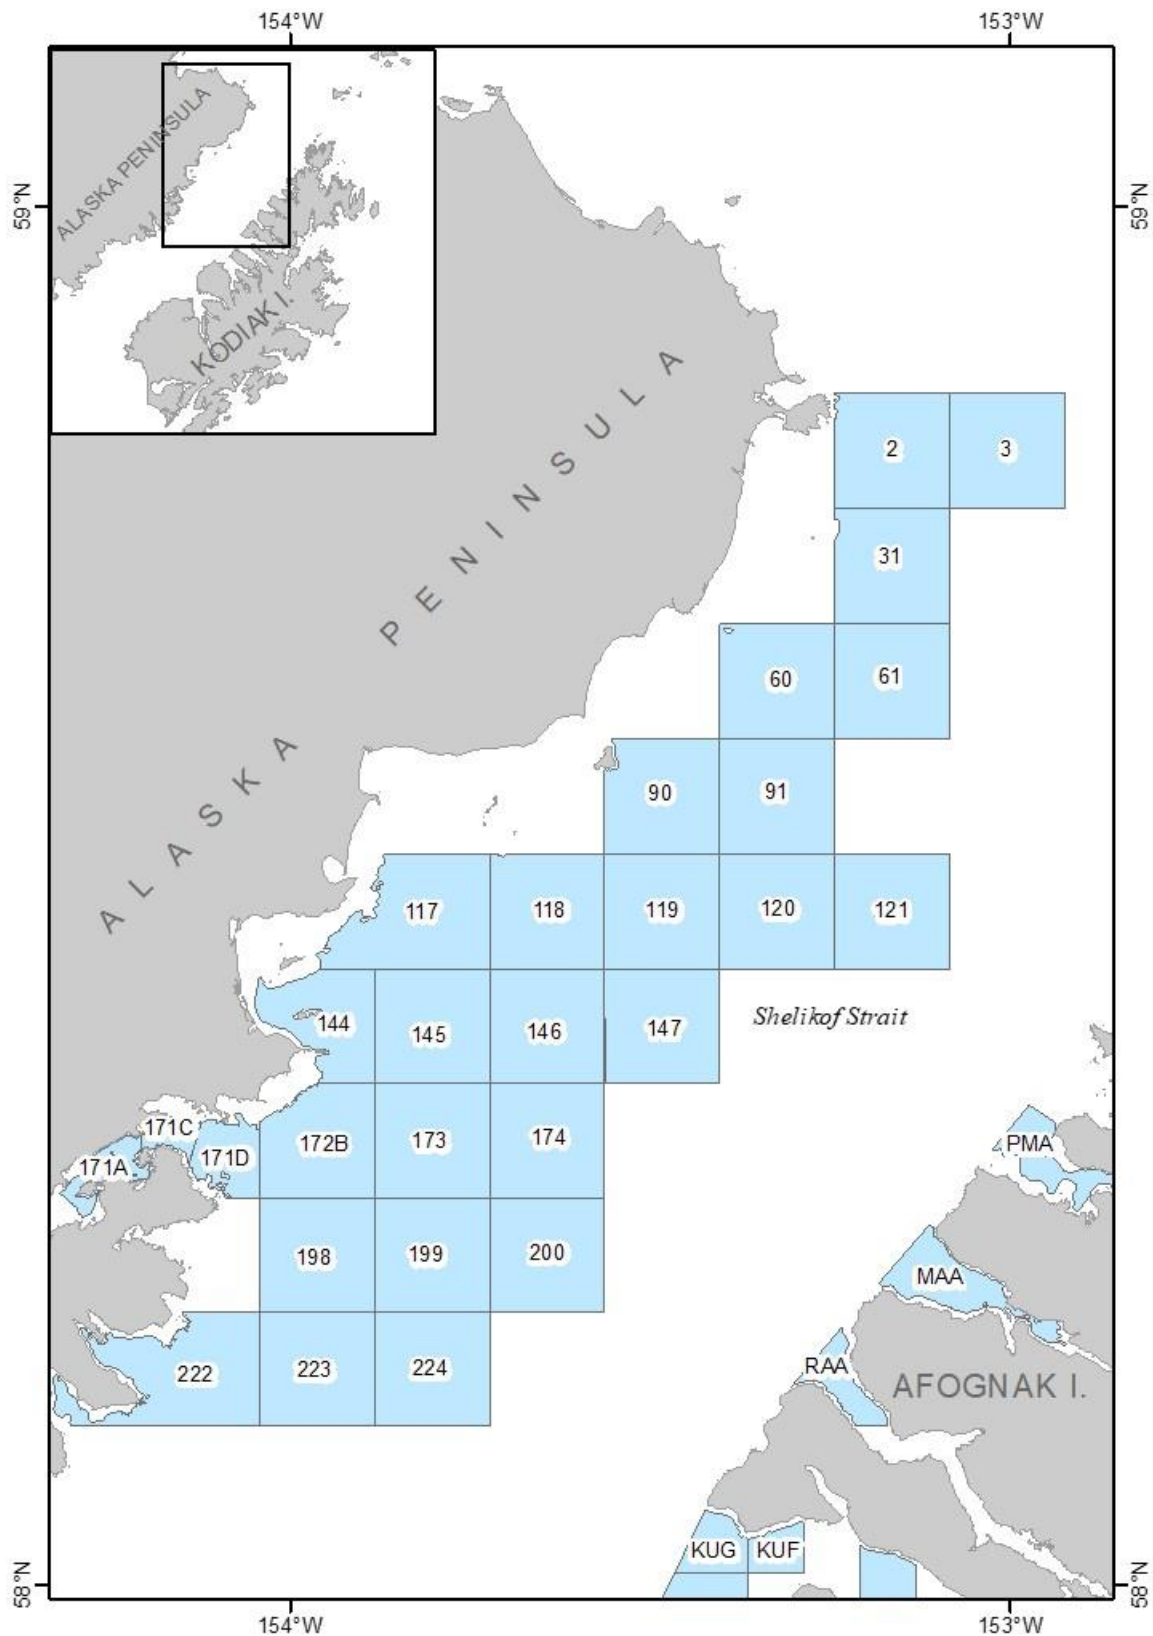 154°W
153°W
ALASKA PENINSULA
KODIAK I.
59°N
59°N
ALASKA PENINSULA
2
3
31
60
61
90
91
117
118
119
120
121
144
145
146
147
Shelikof Strait
171A
171C
171D
172B
173
174
PMA
198
199
200
MAA
222
223
224
RAA
AFOGNAK I.
KUG
KUF
58°N
58°N
154°W
153°W